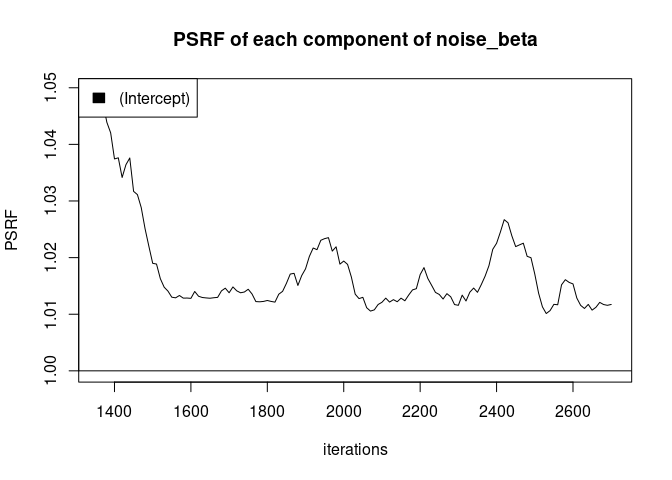 PSRF of each component of noise_beta
(Intercept)
1.05
1.04
1.03
1.02
1.01
1.00
PSRF
1400 1600 1800 2000 2200 2400 2600
iterations